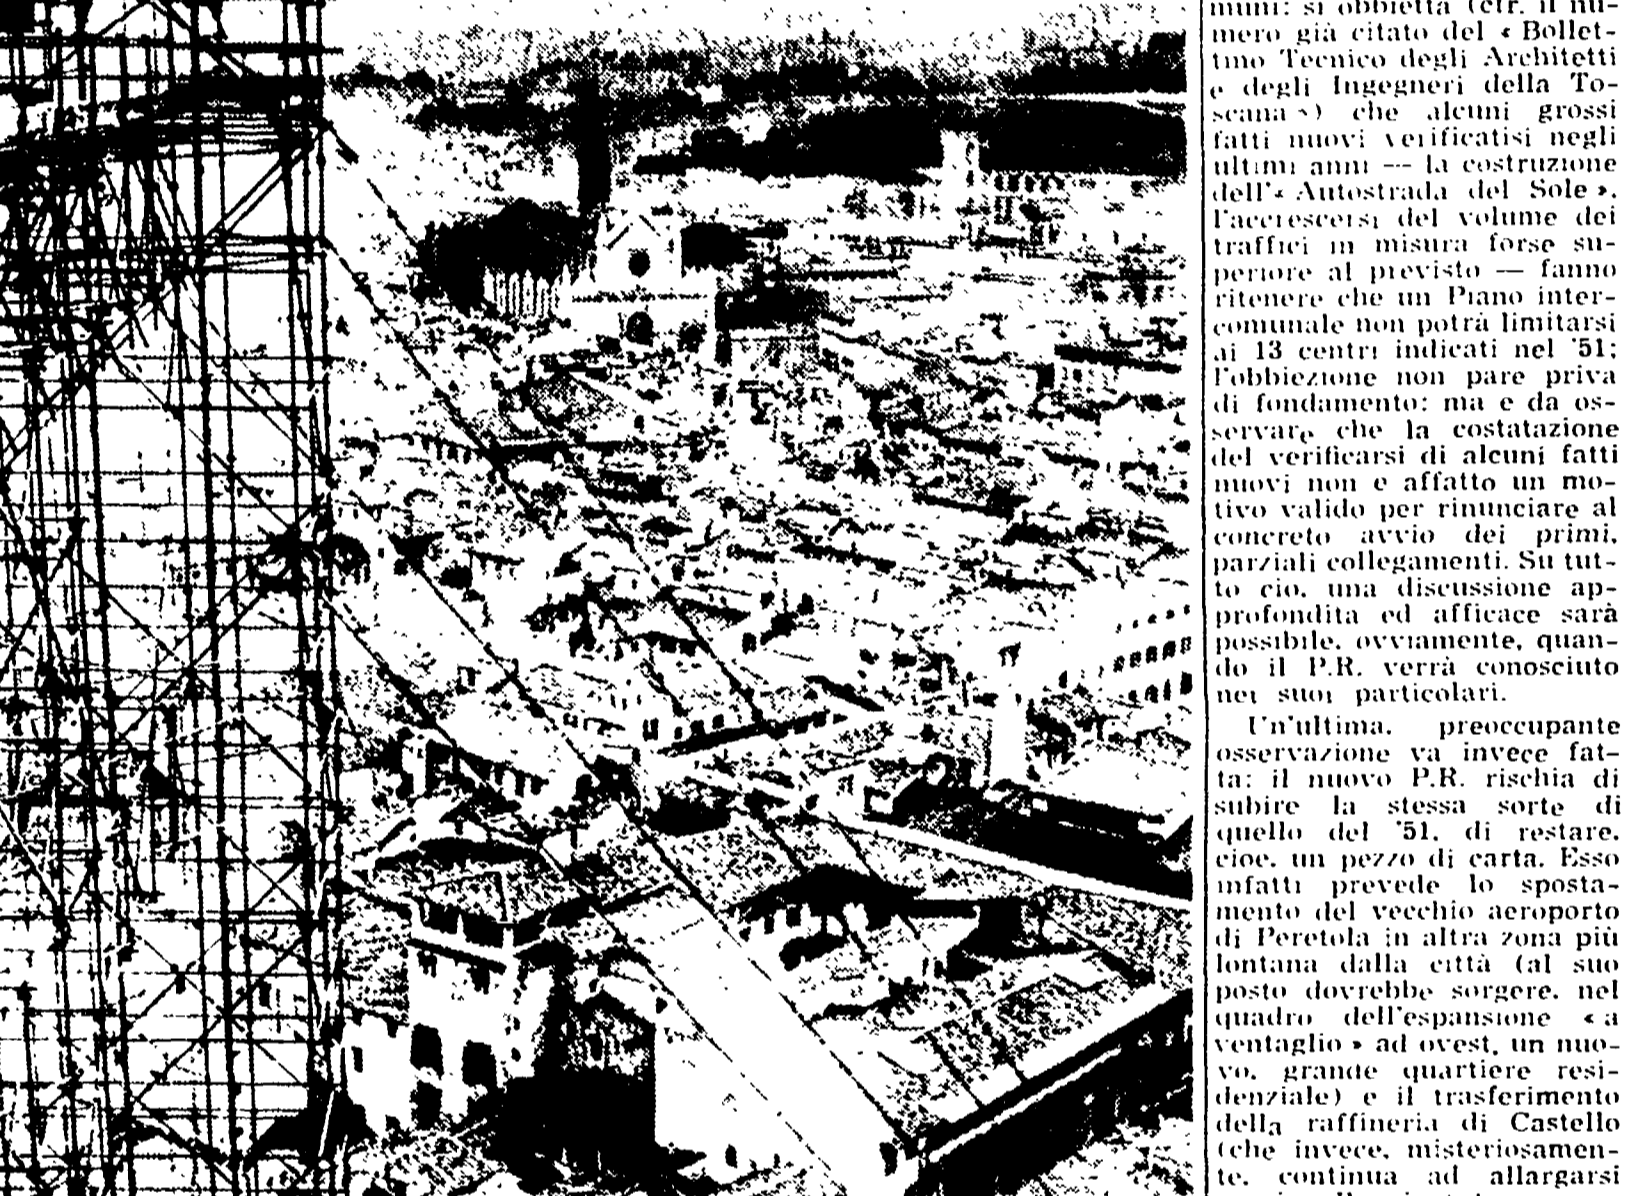 muni: si obbietta (cfr. il nu-
mero già citato del « Bollet-
tino Tecnico degli Architetti
e degli Ingegneri della To-
scana ») che alcuni grossi
fatti nuovi verificatisi negli
ultimi anni — la costruzione
dell'« Autostrada del Sole »,
l'accrescersi del volume dei
traffici in misura forse su-
periore al previsto — fanno
ritenere che un Piano inter-
comunale non potrà limitarsi
ai 13 centri indicati nel '51;
l'obbiezione non pare priva
di fondamento: ma e da os-
servare che la costatazione
del verificarsi di alcuni fatti
nuovi non e affatto un mo-
tivo valido per rinunciare al
concreto avvio dei primi,
parziali collegamenti. Su tut-
to cio, una discussione ap-
profondita ed afficace sarà
possibile, ovviamente, quan-
do il P.R. verrà conosciuto
nei suoi particolari.
Un'ultima, preoccupante
osservazione va invece fat-
ta: il nuovo P.R. rischia di
subire la stessa sorte di
quello del '51, di restare,
cioe, un pezzo di carta. Esso
infatti prevede lo sposta-
mento del vecchio aeroporto
di Peretola in altra zona più
lontana dalla città (al suo
posto dovrebbe sorgere, nel
quadro dell'espansione « a
ventaglio » ad ovest, un nuo-
vo, grande quartiere resi-
denziale) e il trasferimento
della raffineria di Castello
(che invece, misteriosamen-
te, continua ad allargarsi